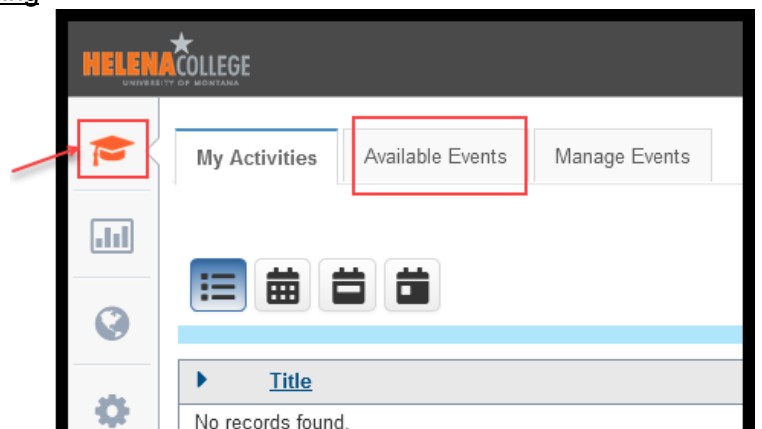 HELENA COLLEGE
UNIVERSITY OF MONTANA
My Activities Available Events Manage Events
Title
No records found.